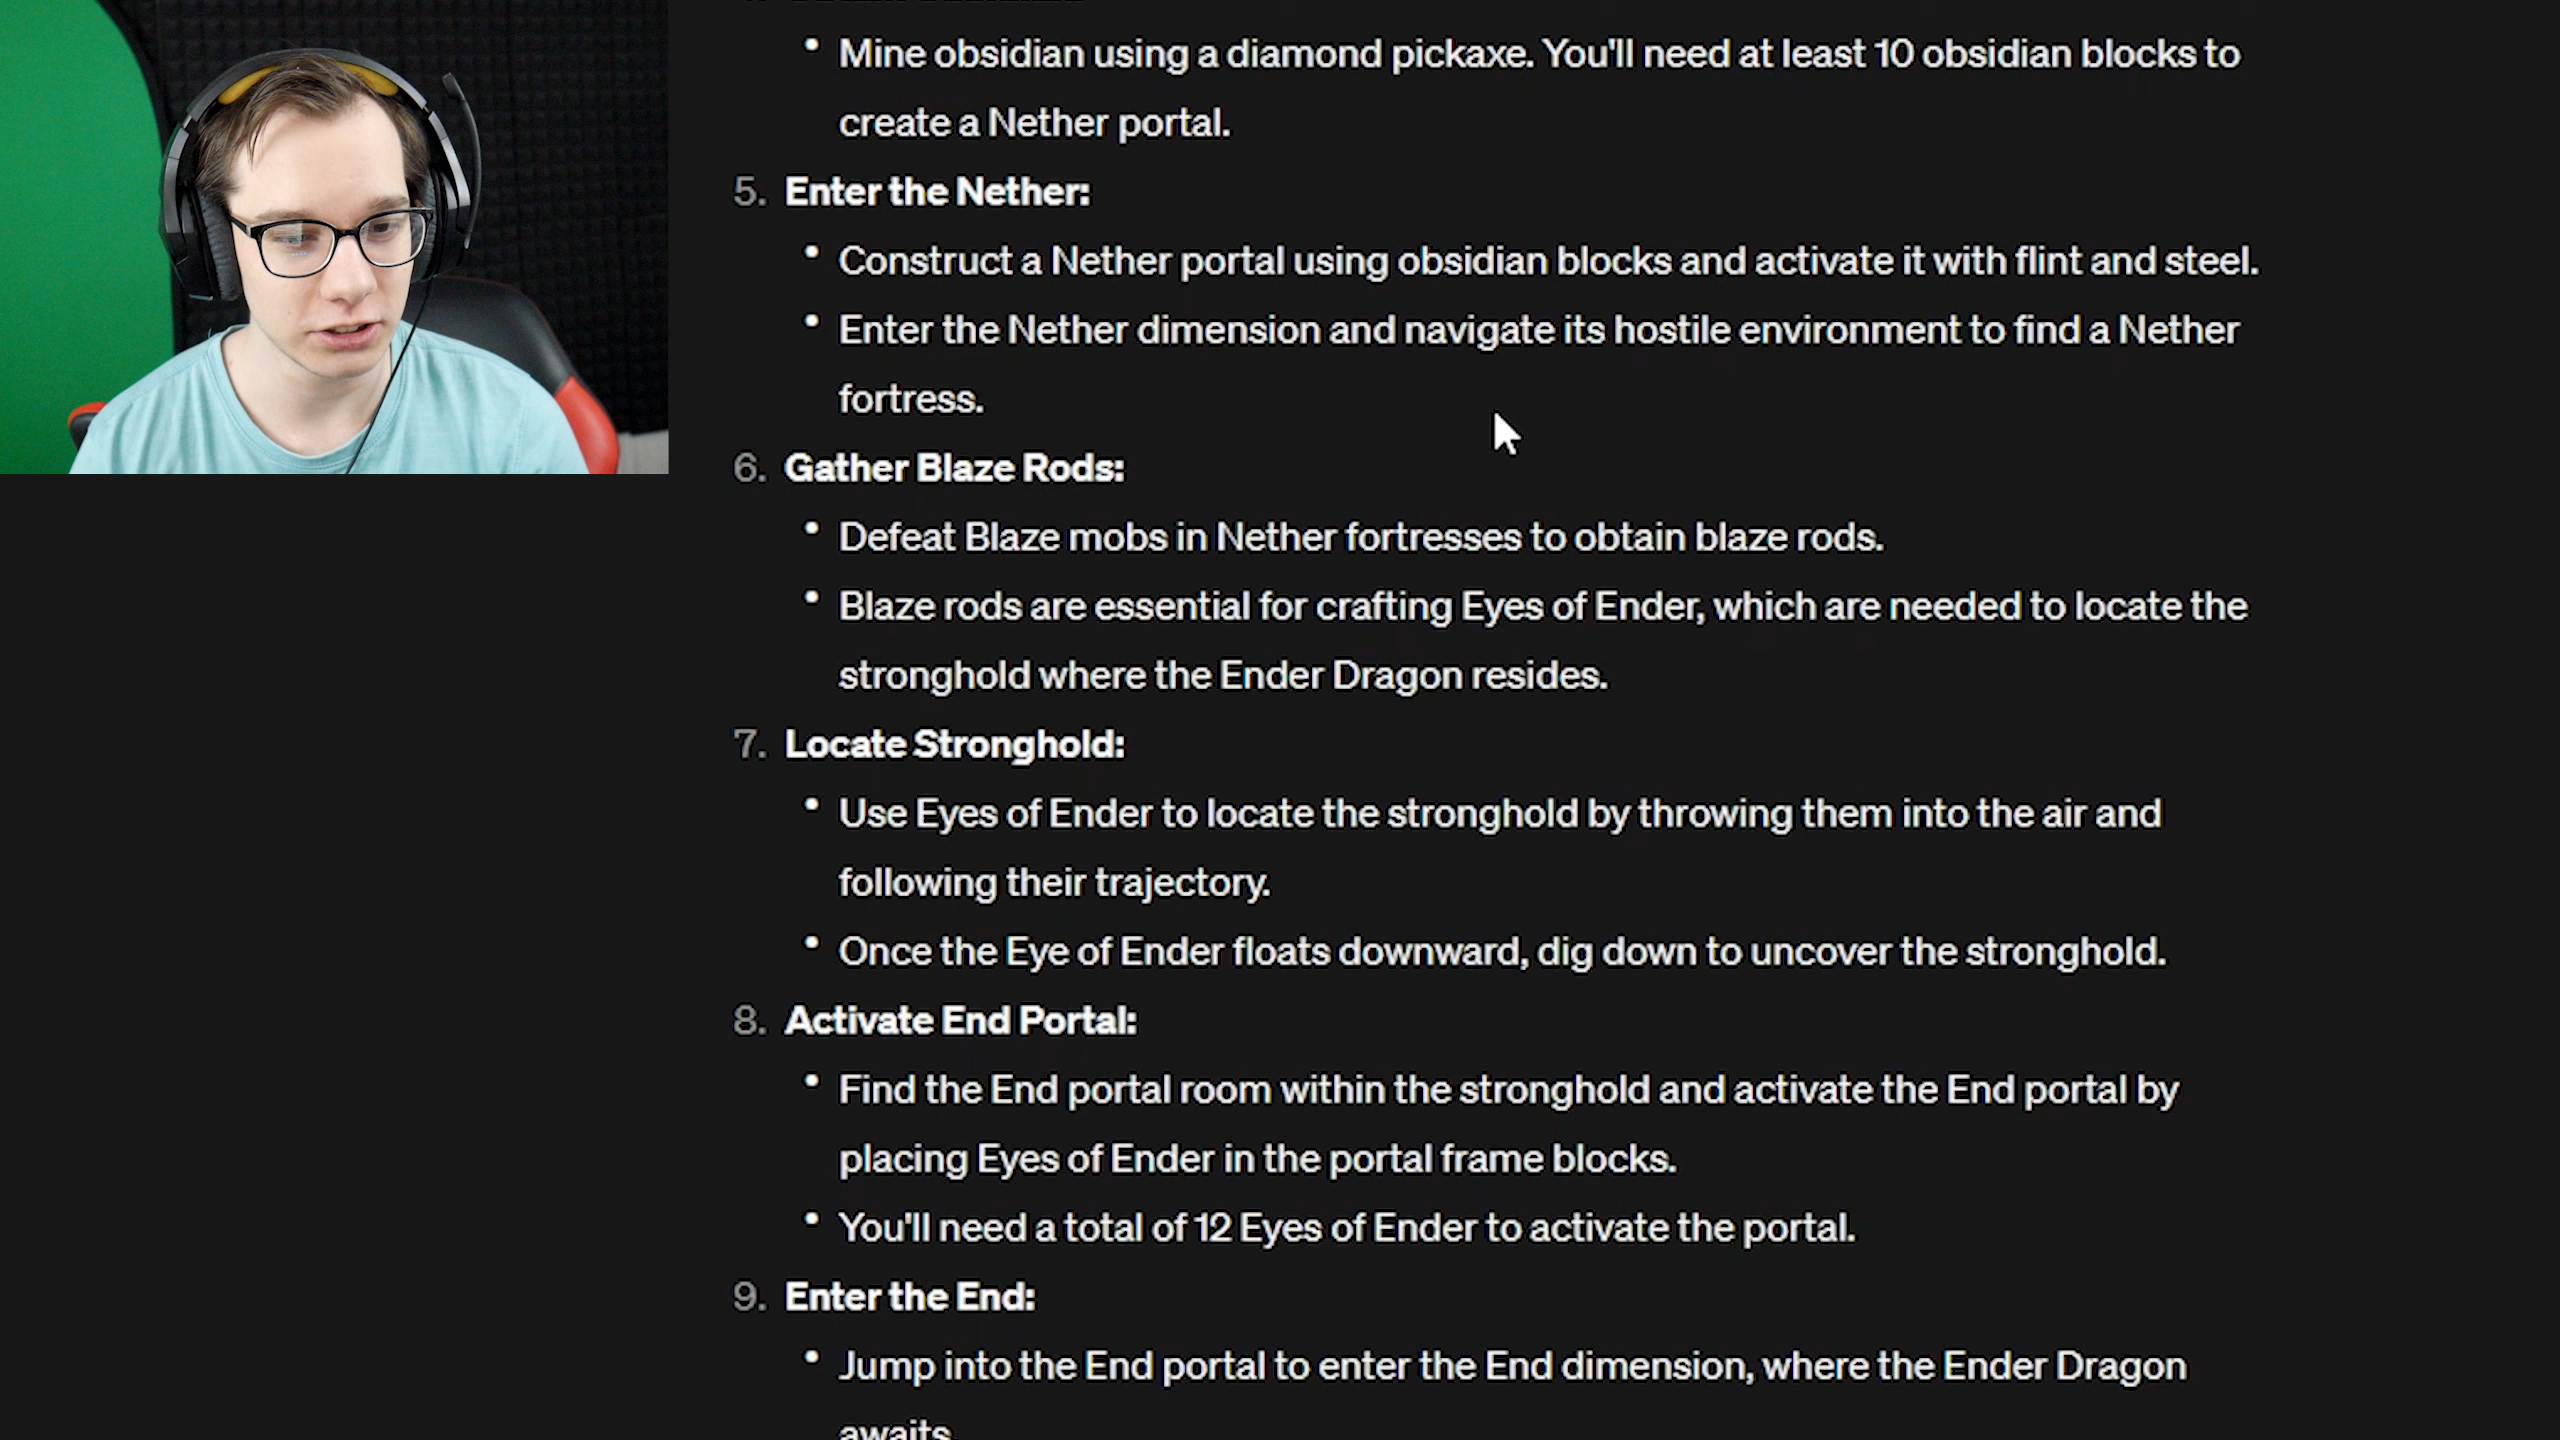 Mine obsidian using a diamond pickaxe. You'll need at least 10 obsidian blocks to
create a Nether portal.
5. Enter the Nether:
Construct a Nether portal using obsidian blocks and activate it with flint and steel.
Enter the Nether dimension and navigate its hostile environment to find a Nether
fortress.
6. Gather Blaze Rods:
Defeat Blaze mobs in Nether fortresses to obtain blaze rods.
Blaze rods are essential for crafting Eyes of Ender, which are needed to locate the
stronghold where the Ender Dragon resides.
7. Locate Stronghold:
Use Eyes of Ender to locate the stronghold by throwing them into the air and
following their trajectory.
Once the Eye of Ender floats downward, dig down to uncover the stronghold.
8. Activate End Portal:
Find the End portal room within the stronghold and activate the End portal by
placing Eyes of Ender in the portal frame blocks.
You'll need a total of 12 Eyes of Ender to activate the portal.
9. Enter the End:
Jump into the End portal to enter the End dimension, where the Ender Dragon
awaits.